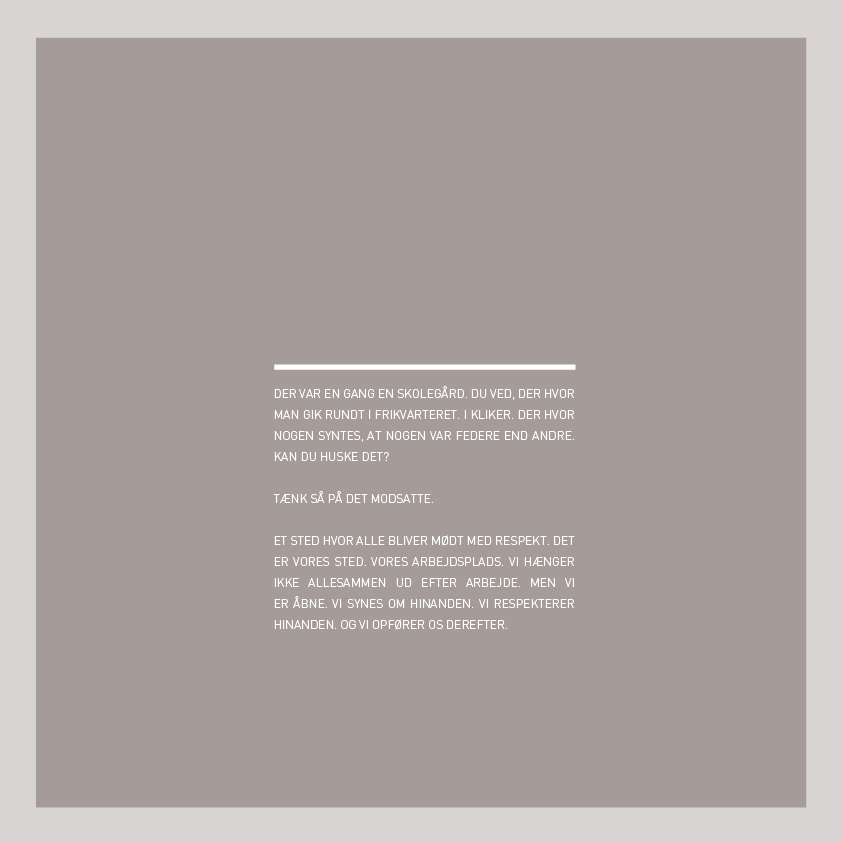 DER VAR EN GANG EN SKOLEGÅRD. DU VED, DER HVOR
MAN GIK RUNDT I FRIKVARTERET. I KLIKER. DER HVOR
NOGEN SYNTES, AT NOGEN VAR FEDERE END ANDRE.
KAN DU HUSKE DET?
TÆNK SÅ PÅ DET MODSATTE.
ET STED HVOR ALLE BLIVER MØDT MED RESPEKT. DET
ER VORES STED. VORES ARBEJDSPLADS. VI HÆNGER
IKKE ALLESAMMEN UD EFTER ARBEJDE. MEN VI
ER ÅBNE. VI SYNES OM HINANDEN. VI RESPEKTERER
HINANDEN. OG VI OPFØRER OS DEREFTER.